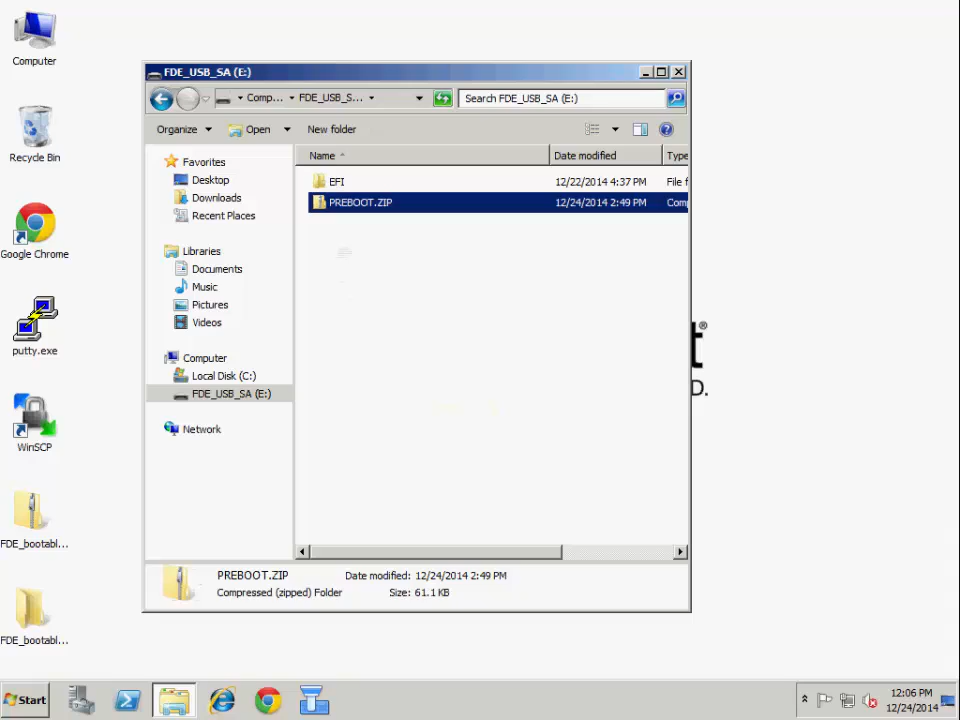 Computer
Recycle Bin
Google Chrome
putty.exe
WinSCP
FDE_bootabl...
FDE_bootabl...
FDE_USB_SA (E:)
Comp... FDE_USB_S...
Search FDE_USB_SA (E:)
Organize Open New folder
Favorites
Desktop
Downloads
Recent Places
Libraries
Documents
Music
Pictures
Videos
Computer
Local Disk (C:)
FDE_USB_SA (E:)
Network
Name Date modified Type
EFI 12/22/2014 4:37 PM File f
PREBOOT.ZIP 12/24/2014 2:49 PM Com
PREBOOT.ZIP Date modified: 12/24/2014 2:49 PM
Compressed (zipped) Folder Size: 61.1 KB
t®
D.
Start
12:06 PM
12/24/2014